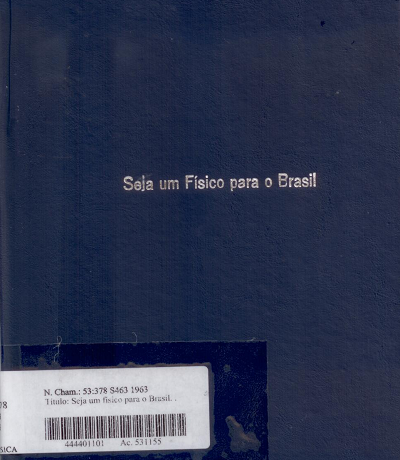 Seja um Físico para o Brasil
N. Cham.: 53:378 S463 1963
Título: Seja um físico para o Brasil. .
444401101 Ac. 531155
SICA